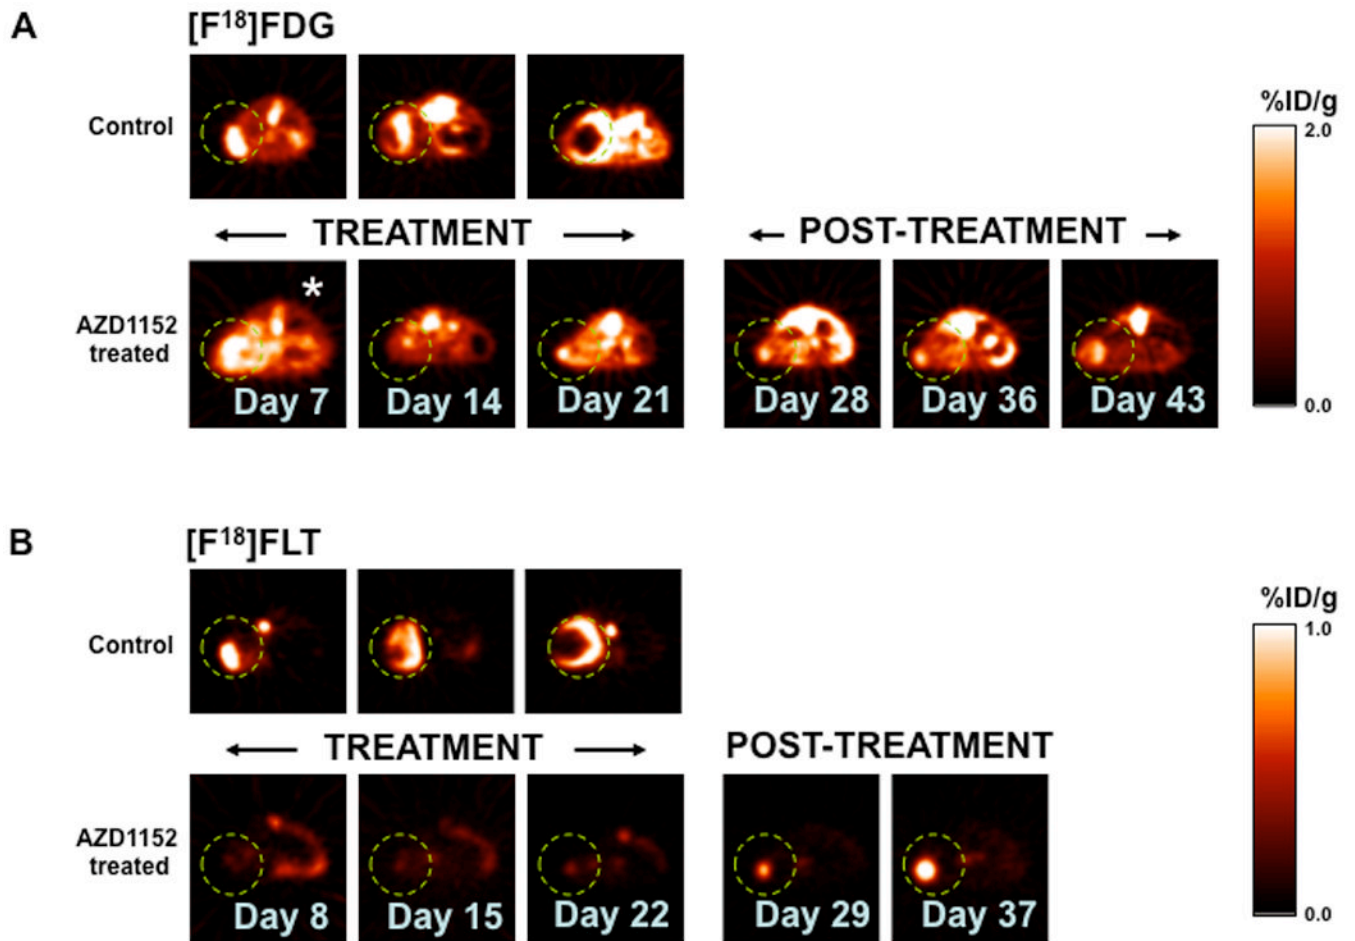 A
[F18]FDG
Control
%ID/g
2.0
0.0
← TREATMENT →
← POST-TREATMENT →
AZD1152
treated
*
Day 7
Day 14
Day 21
Day 28
Day 36
Day 43
B
[F18]FLT
Control
%ID/g
1.0
0.0
← TREATMENT →
POST-TREATMENT
AZD1152
treated
Day 8
Day 15
Day 22
Day 29
Day 37